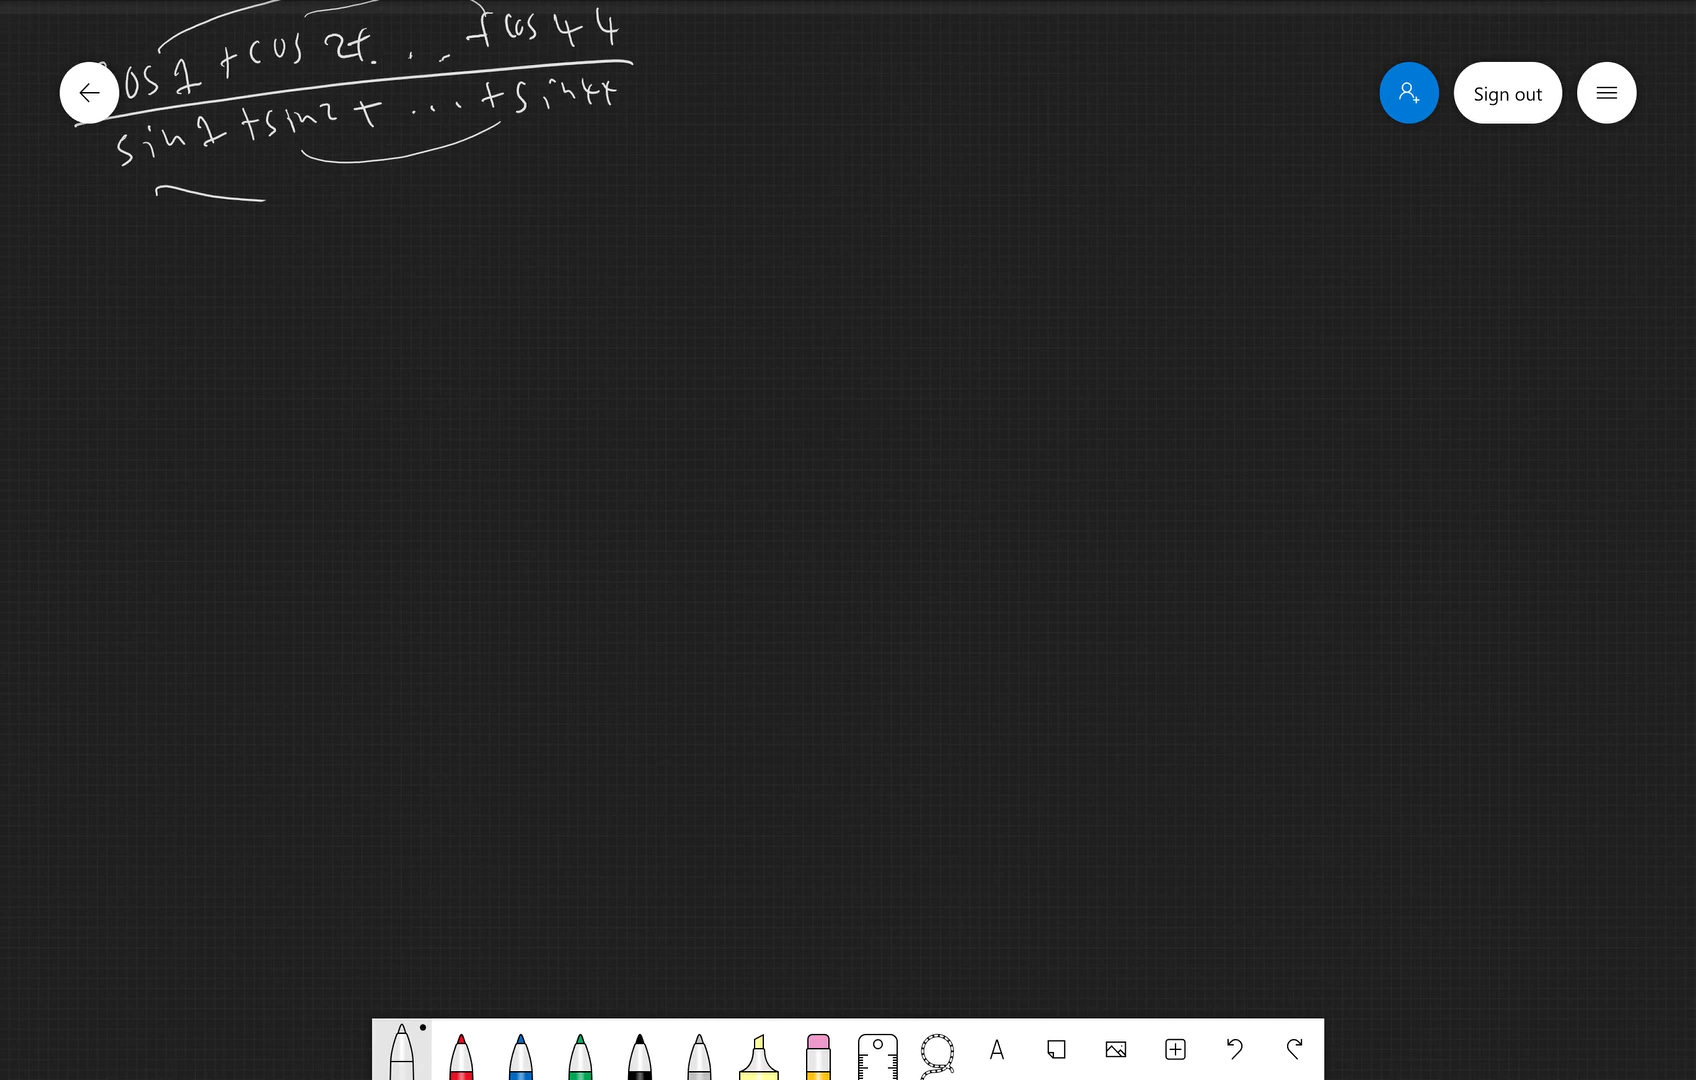 cos 1 + cos 2+ . . . . + cos 44
sin 1 + sin 2 + . . . . + sin 44
Sign out
A